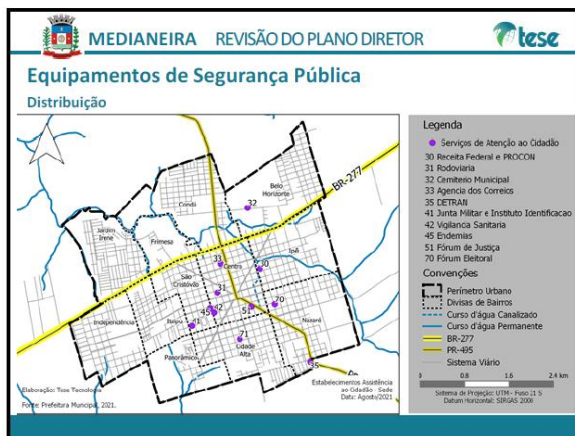 MEDIANEIRA REVISÃO DO PLANO DIRETOR
tese
Equipamentos de Segurança Pública
Distribuição
Legenda
Serviços de Atenção ao Cidadão
30 Receita Federal e PROCON
31 Rodoviaria
32 Cemiterio Municipal
33 Agencia dos Correios
35 DETRAN
41 Junta Militar e Instituto Identificacao
42 Vigilancia Sanitaria
45 Endemias
51 Fórum de Justiça
70 Fórum Eleitoral
Convenções
Perímetro Urbano
Divisas de Bairros
Curso d'água Canalizado
Curso d'água Permanente
BR-277
PR-495
Sistema Viário
0 0.8 1.6 2.4 km
Sistema de Projeção: UTM - Fuso 21 S
Datum Horizontal: SIRGAS 2000
BR-277
Belo Horizonte
32
Condá
Jardim Irene
Frimesa
33
Centro
Ipê
São Cristóvão
31
42
45
51
70
Independência
Itaipu
Nazaré
71
Cidade Alta
Panorâmico
35
Elaboração: Tese Tecnologia
Fonte: Prefeitura Municipal, 2021.
Estabelecimentos Assistência
ao Cidadão - Sede
Data: Agosto/2021